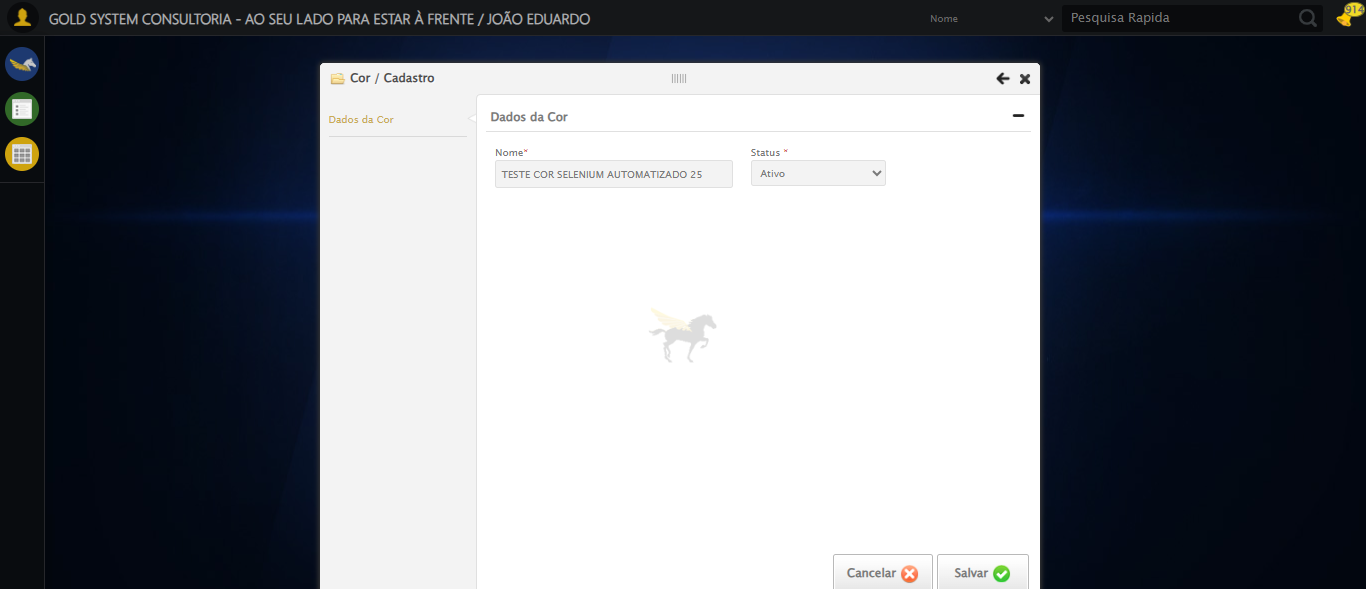 GOLD SYSTEM CONSULTORIA - AO SEU LADO PARA ESTAR À FRENTE / JOÃO EDUARDO
Nome
Pesquisa Rapida
914
Cor / Cadastro
Dados da Cor
Dados da Cor
Nome*
Status *
TESTE COR SELENIUM AUTOMATIZADO 25
Ativo
Cancelar
Salvar